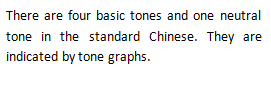 There are four basic tones and one neutral
tone in the standard Chinese. They are
indicated by tone graphs.